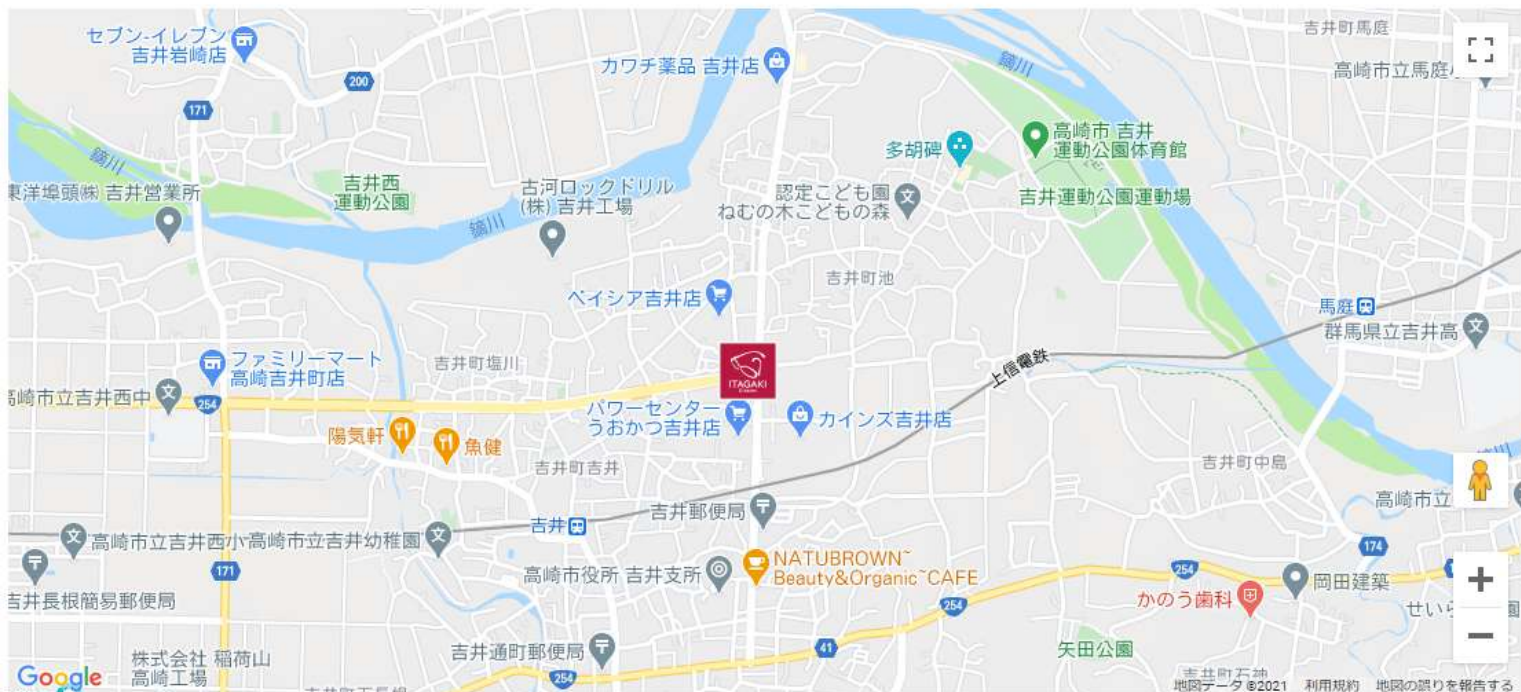 セブン-イレブン
吉井岩崎店
200
171
カワチ薬品 吉井店
鏑川
吉井町馬庭
高崎市立馬庭小
多胡碑
高崎市 吉井
運動公園体育館
鏑川
東洋埠頭㈱ 吉井営業所
吉井西
運動公園
古河ロックドリル
(株) 吉井工場
鏑川
認定こども園
ねむの木こどもの森
吉井運動公園運動場
吉井町池
ベイシア吉井店
馬庭
群馬県立吉井高
ファミリーマート
高崎吉井町店
吉井町塩川
ITAGAKI
上信電鉄
高崎市立吉井西中
254
パワーセンター
うおかつ吉井店
カインズ吉井店
陽気軒
魚健
吉井町吉井
吉井町中島
鏑川
高崎市立
吉井郵便局
吉井
高崎市立吉井西小
高崎市立吉井幼稚園
174
171
高崎市役所 吉井支所
NATUBROWN~
Beauty&Organic~CAFE
254
岡田建築
かのう歯科
せいら
園
吉井長根簡易郵便局
254
41
矢田公園
吉井通町郵便局
株式会社 稲荷山
高崎工場
254
吉井町石神
Google
地図データ ©2021
利用規約
地図の誤りを報告する